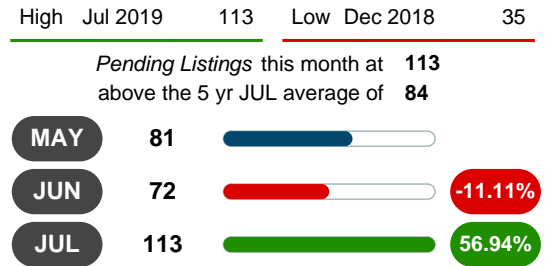 High Jul 2019 113 Low Dec 2018 35
Pending Listings this month at 113
above the 5 yr JUL average of 84
MAY 81
JUN 72 -11.11%
JUL 113 56.94%